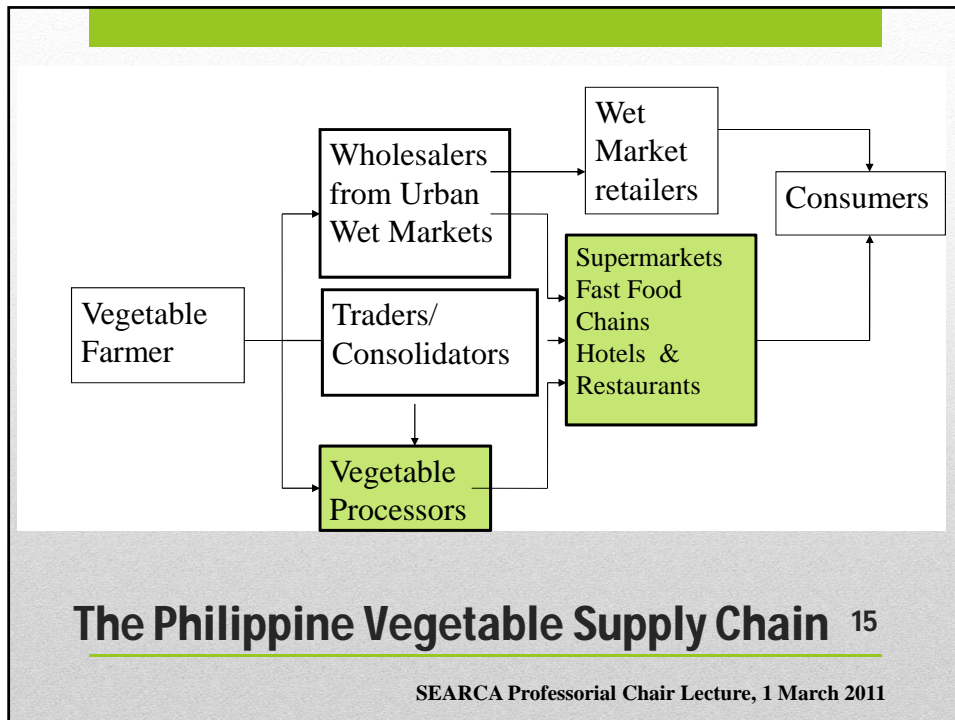 Wholesalers
from Urban
Wet Markets
Wet
Market
retailers
Consumers
Vegetable
Farmer
Traders/
Consolidators
Supermarkets
Fast Food
Chains
Hotels &
Restaurants
Vegetable
Processors
The Philippine Vegetable Supply Chain 15
SEARCA Professorial Chair Lecture, 1 March 2011